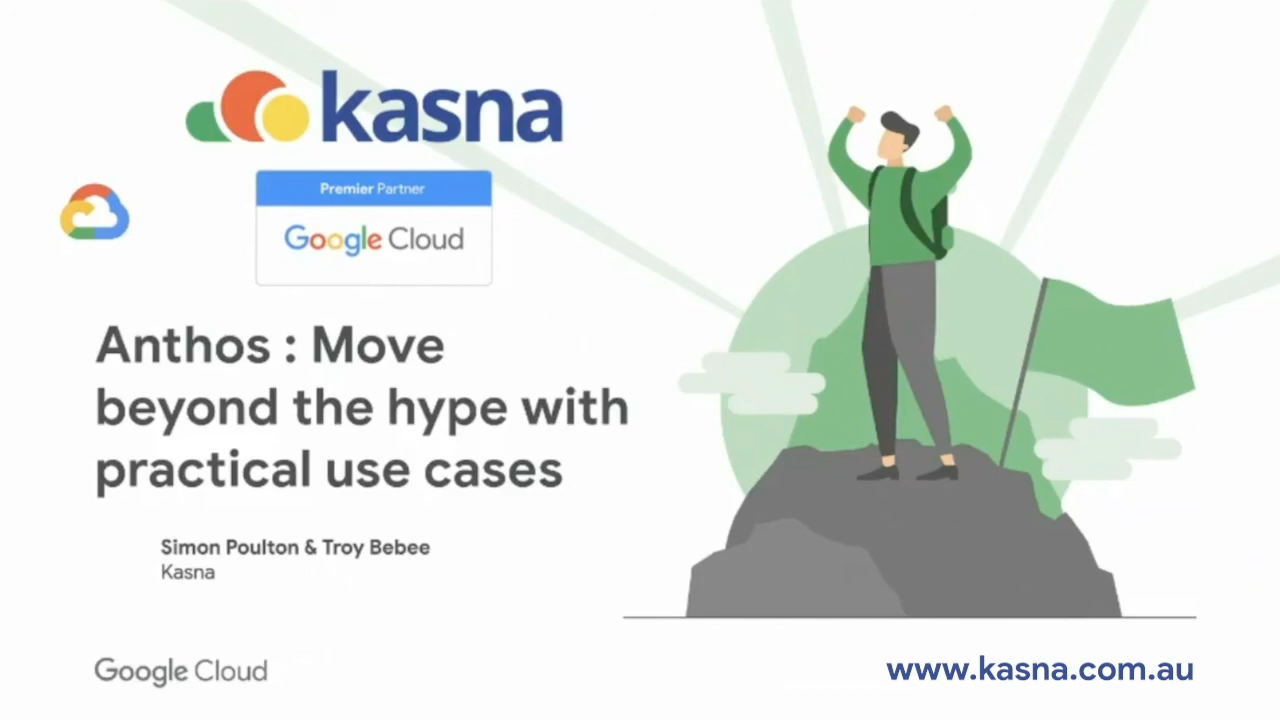 kasna
Premier Partner
Google Cloud
Anthos : Move
beyond the hype with
practical use cases
Simon Poulton & Troy Bebee
Kasna
Google Cloud
www.kasna.com.au